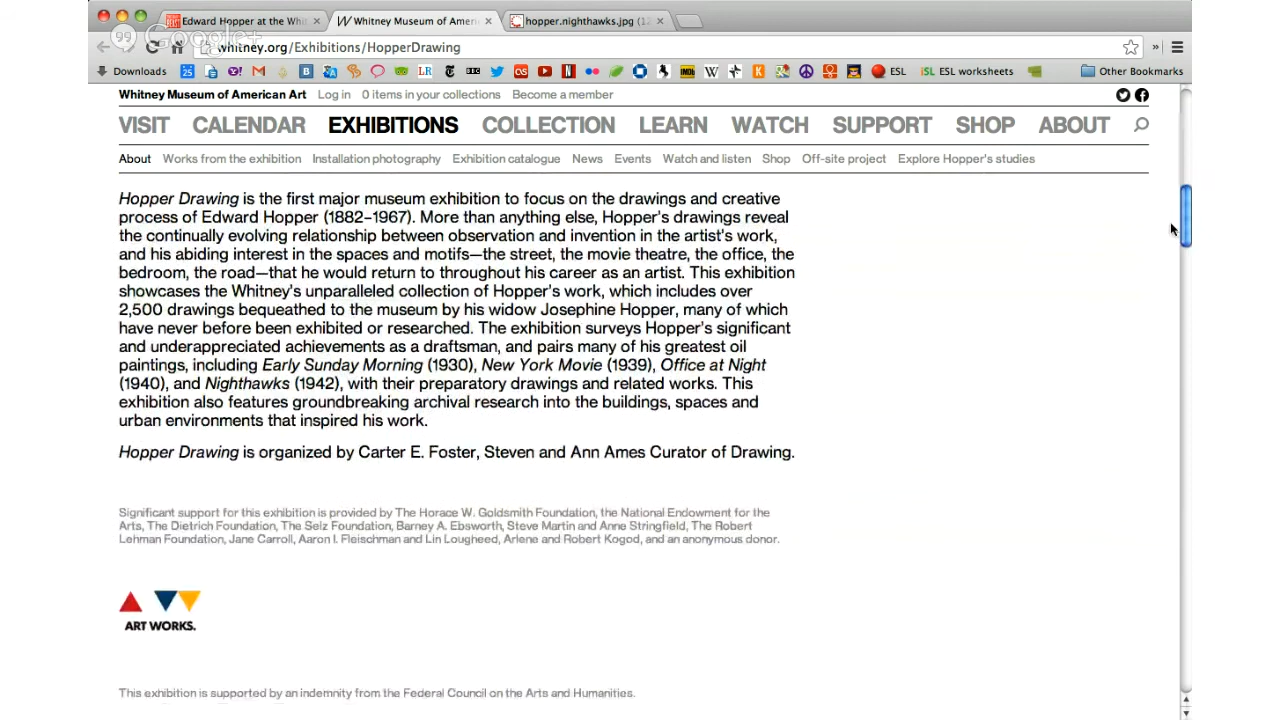 Edward Hopper at the Whi
Whitney Museum of Ameri
hopper.nighthawks.jpg (12
Google+
whitney.org/Exhibitions/HopperDrawing
Downloads
ESL
ESL worksheets
Other Bookmarks
Whitney Museum of American Art Log in 0 items in your collections Become a member
VISIT CALENDAR EXHIBITIONS COLLECTION LEARN WATCH SUPPORT SHOP ABOUT
About Works from the exhibition Installation photography Exhibition catalogue News Events Watch and listen Shop Off-site project Explore Hopper's studies
Hopper Drawing is the first major museum exhibition to focus on the drawings and creative
process of Edward Hopper (1882–1967). More than anything else, Hopper's drawings reveal
the continually evolving relationship between observation and invention in the artist's work,
and his abiding interest in the spaces and motifs—the street, the movie theatre, the office, the
bedroom, the road—that he would return to throughout his career as an artist. This exhibition
showcases the Whitney's unparalleled collection of Hopper's work, which includes over
2,500 drawings bequeathed to the museum by his widow Josephine Hopper, many of which
have never before been exhibited or researched. The exhibition surveys Hopper's significant
and underappreciated achievements as a draftsman, and pairs many of his greatest oil
paintings, including Early Sunday Morning (1930), New York Movie (1939), Office at Night
(1940), and Nighthawks (1942), with their preparatory drawings and related works. This
exhibition also features groundbreaking archival research into the buildings, spaces and
urban environments that inspired his work.
Hopper Drawing is organized by Carter E. Foster, Steven and Ann Ames Curator of Drawing.
Significant support for this exhibition is provided by The Horace W. Goldsmith Foundation, the National Endowment for the
Arts, The Dietrich Foundation, The Selz Foundation, Barney A. Ebsworth, Steve Martin and Anne Stringfield, The Robert
Lehman Foundation, Jane Carroll, Aaron I. Fleischman and Lin Lougheed, Arlene and Robert Kogod, and an anonymous donor.
ART WORKS.
This exhibition is supported by an indemnity from the Federal Council on the Arts and Humanities.